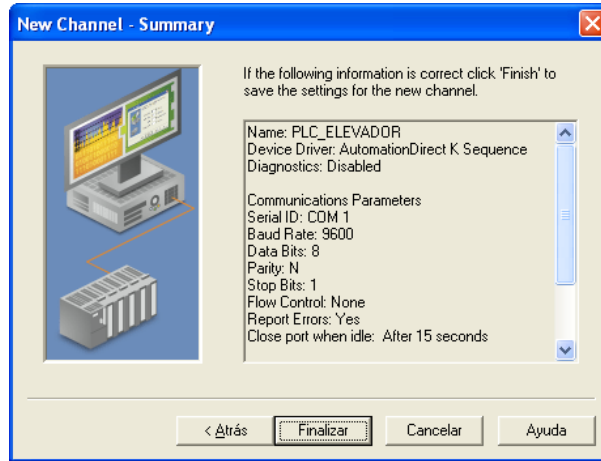 New Channel - Summary
If the following information is correct click 'Finish' to
save the settings for the new channel.
Name: PLC_ELEVADOR
Device Driver: AutomationDirect K Sequence
Diagnostics: Disabled
Communications Parameters
Serial ID: COM 1
Baud Rate: 9600
Data Bits: 8
Parity: N
Stop Bits: 1
Flow Control: None
Report Errors: Yes
Close port when idle: After 15 seconds
< Atrás
Finalizar
Cancelar
Ayuda